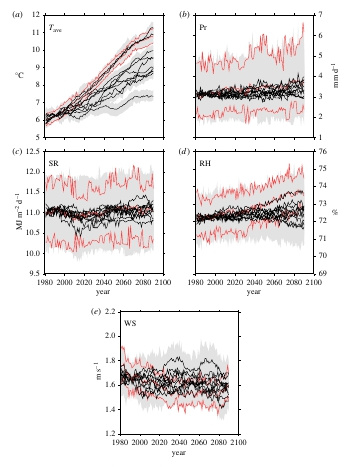 (a)
12
11
10
9
8
7
6
5
°C
T ave
(b)
Pr
7
6
5
4
3
2
1
mm d⁻¹
(c)
12.5
12.0
11.5
11.0
10.5
10.0
9.5
MJ m⁻² d⁻¹
SR
1980 2000 2020 2040 2060 2080 2100
year
(d)
RH
76
75
74
73
72
71
70
69
%
1980 2000 2020 2040 2060 2080 2100
year
(e)
2.2
2.0
1.8
1.6
1.4
1.2
m s⁻¹
WS
1980 2000 2020 2040 2060 2080 2100
year